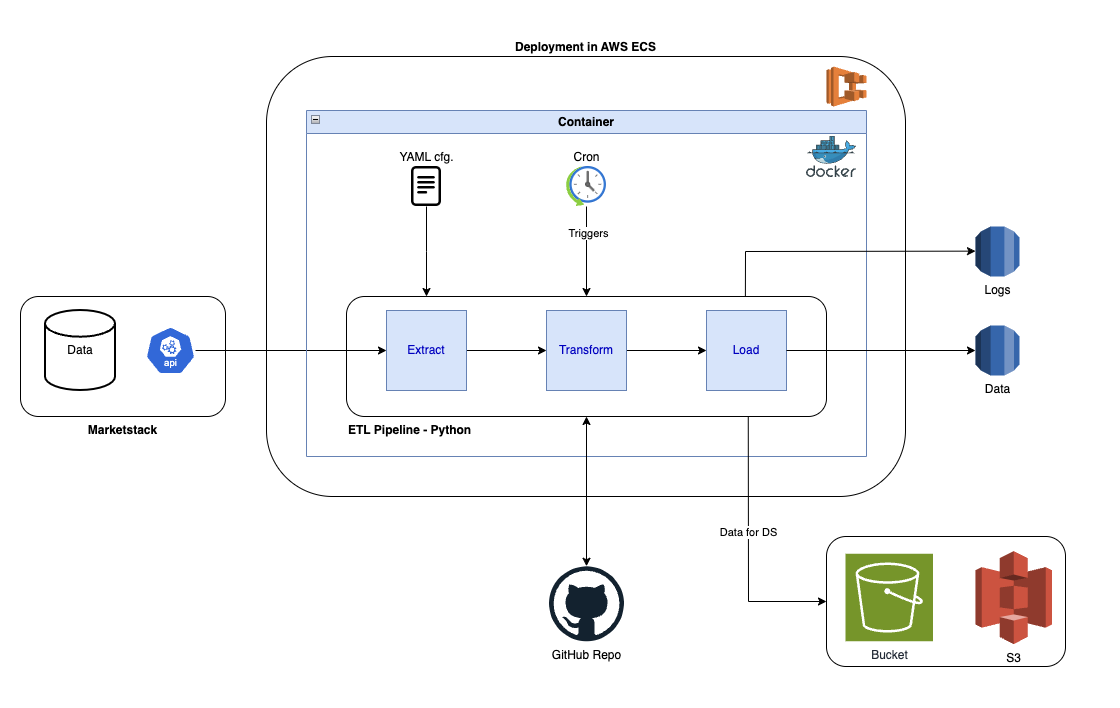 Deployment in AWS ECS
Container
YAML cfg.
Cron
docker
Triggers
Logs
Data
api
Extract
Transform
Load
Data
Marketstack
ETL Pipeline - Python
Data for DS
GitHub Repo
Bucket
S3